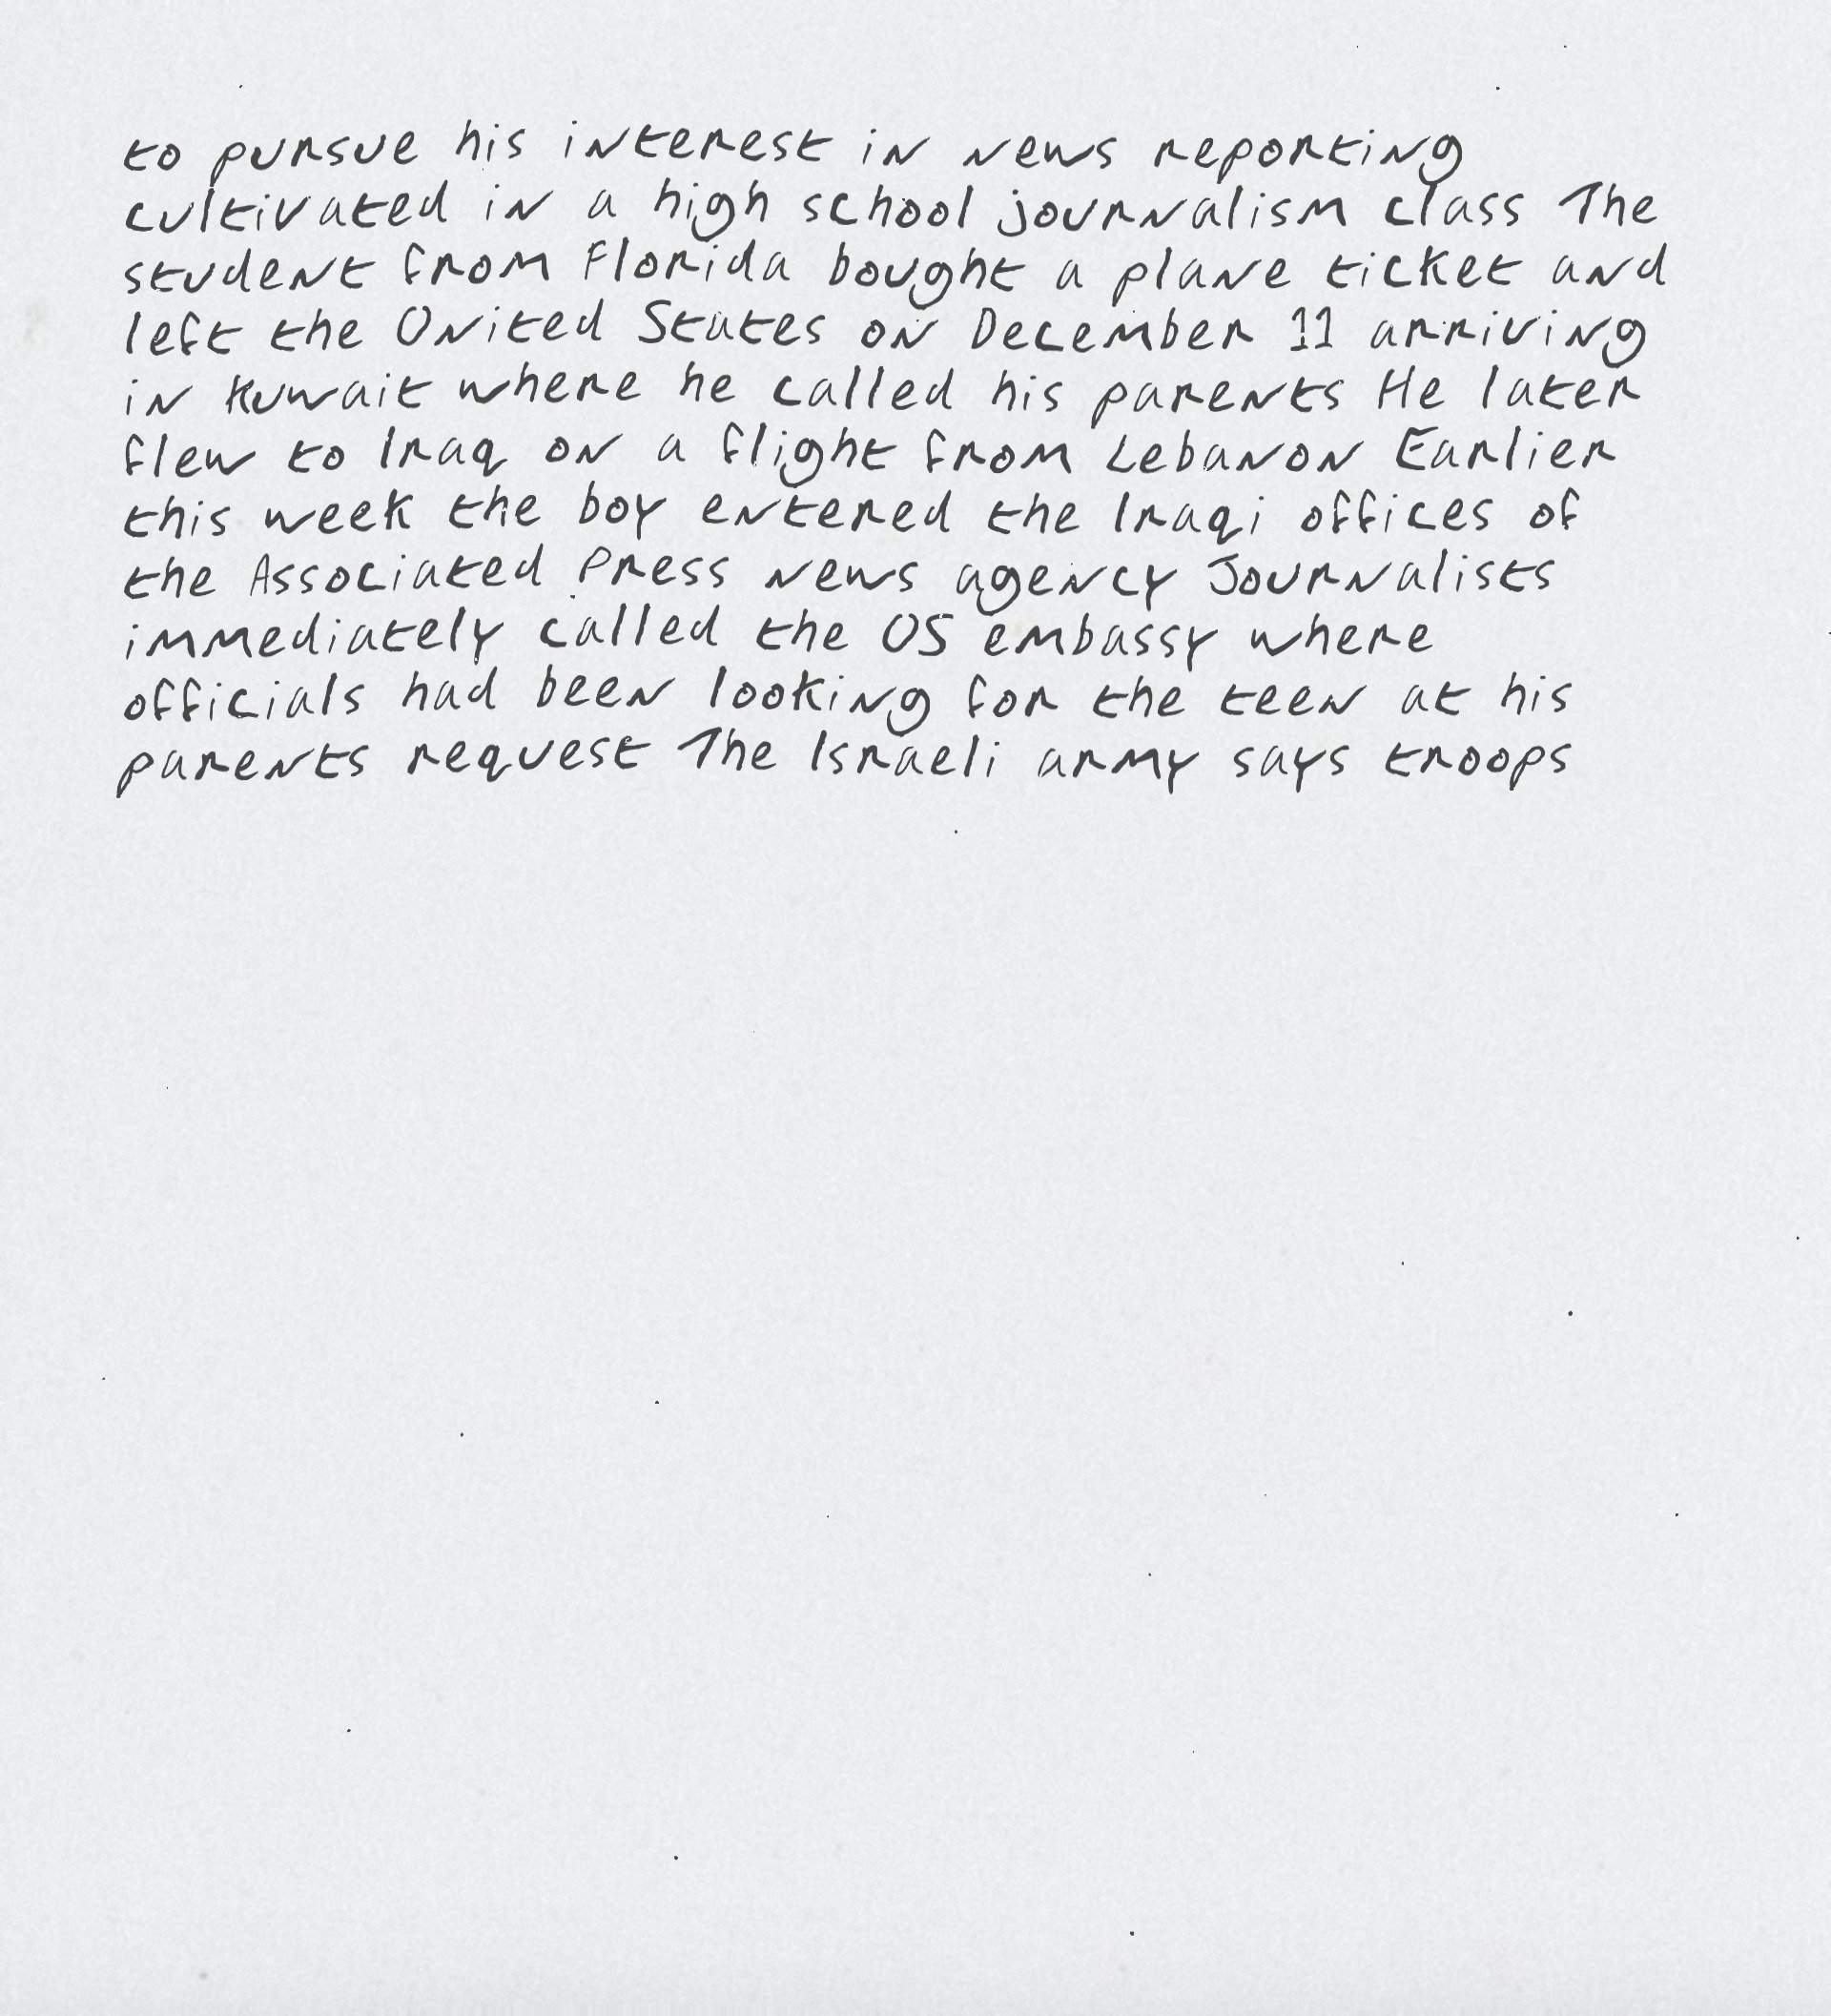 to pursue his interest in news reporting
cultivated in a high school journalism class The
student from Florida bought a plane ticket and
left the United States on December 11 arriving
in Kuwait where he called his parents He later
flew to Iraq on a flight from Lebanon Earlier
this week the boy entered the Iraqi offices of
the Associated Press news agency Journalists
immediately called the US embassy where
officials had been looking for the teen at his
parents request The Israeli army says troops